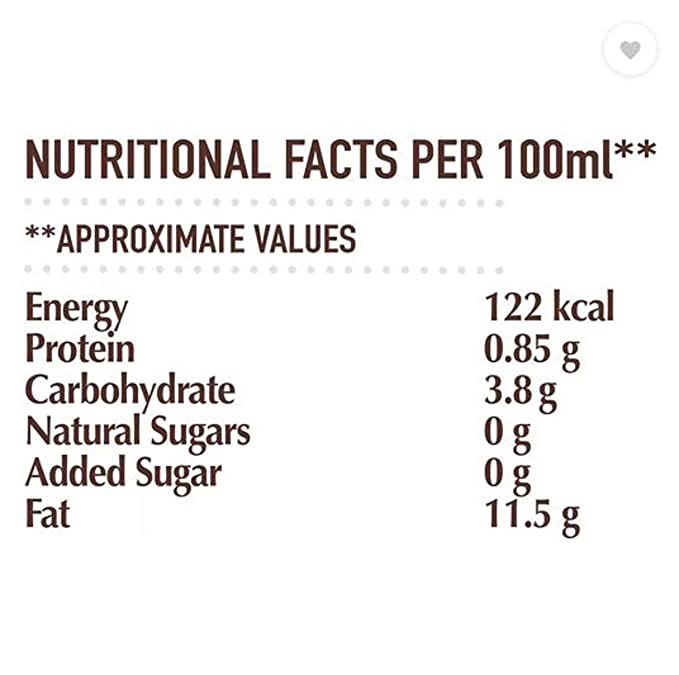 NUTRITIONAL FACTS PER 100ml**
**APPROXIMATE VALUES
Energy 122 kcal
Protein 0.85 g
Carbohydrate 3.8 g
Natural Sugars 0 g
Added Sugar 0 g
Fat 11.5 g